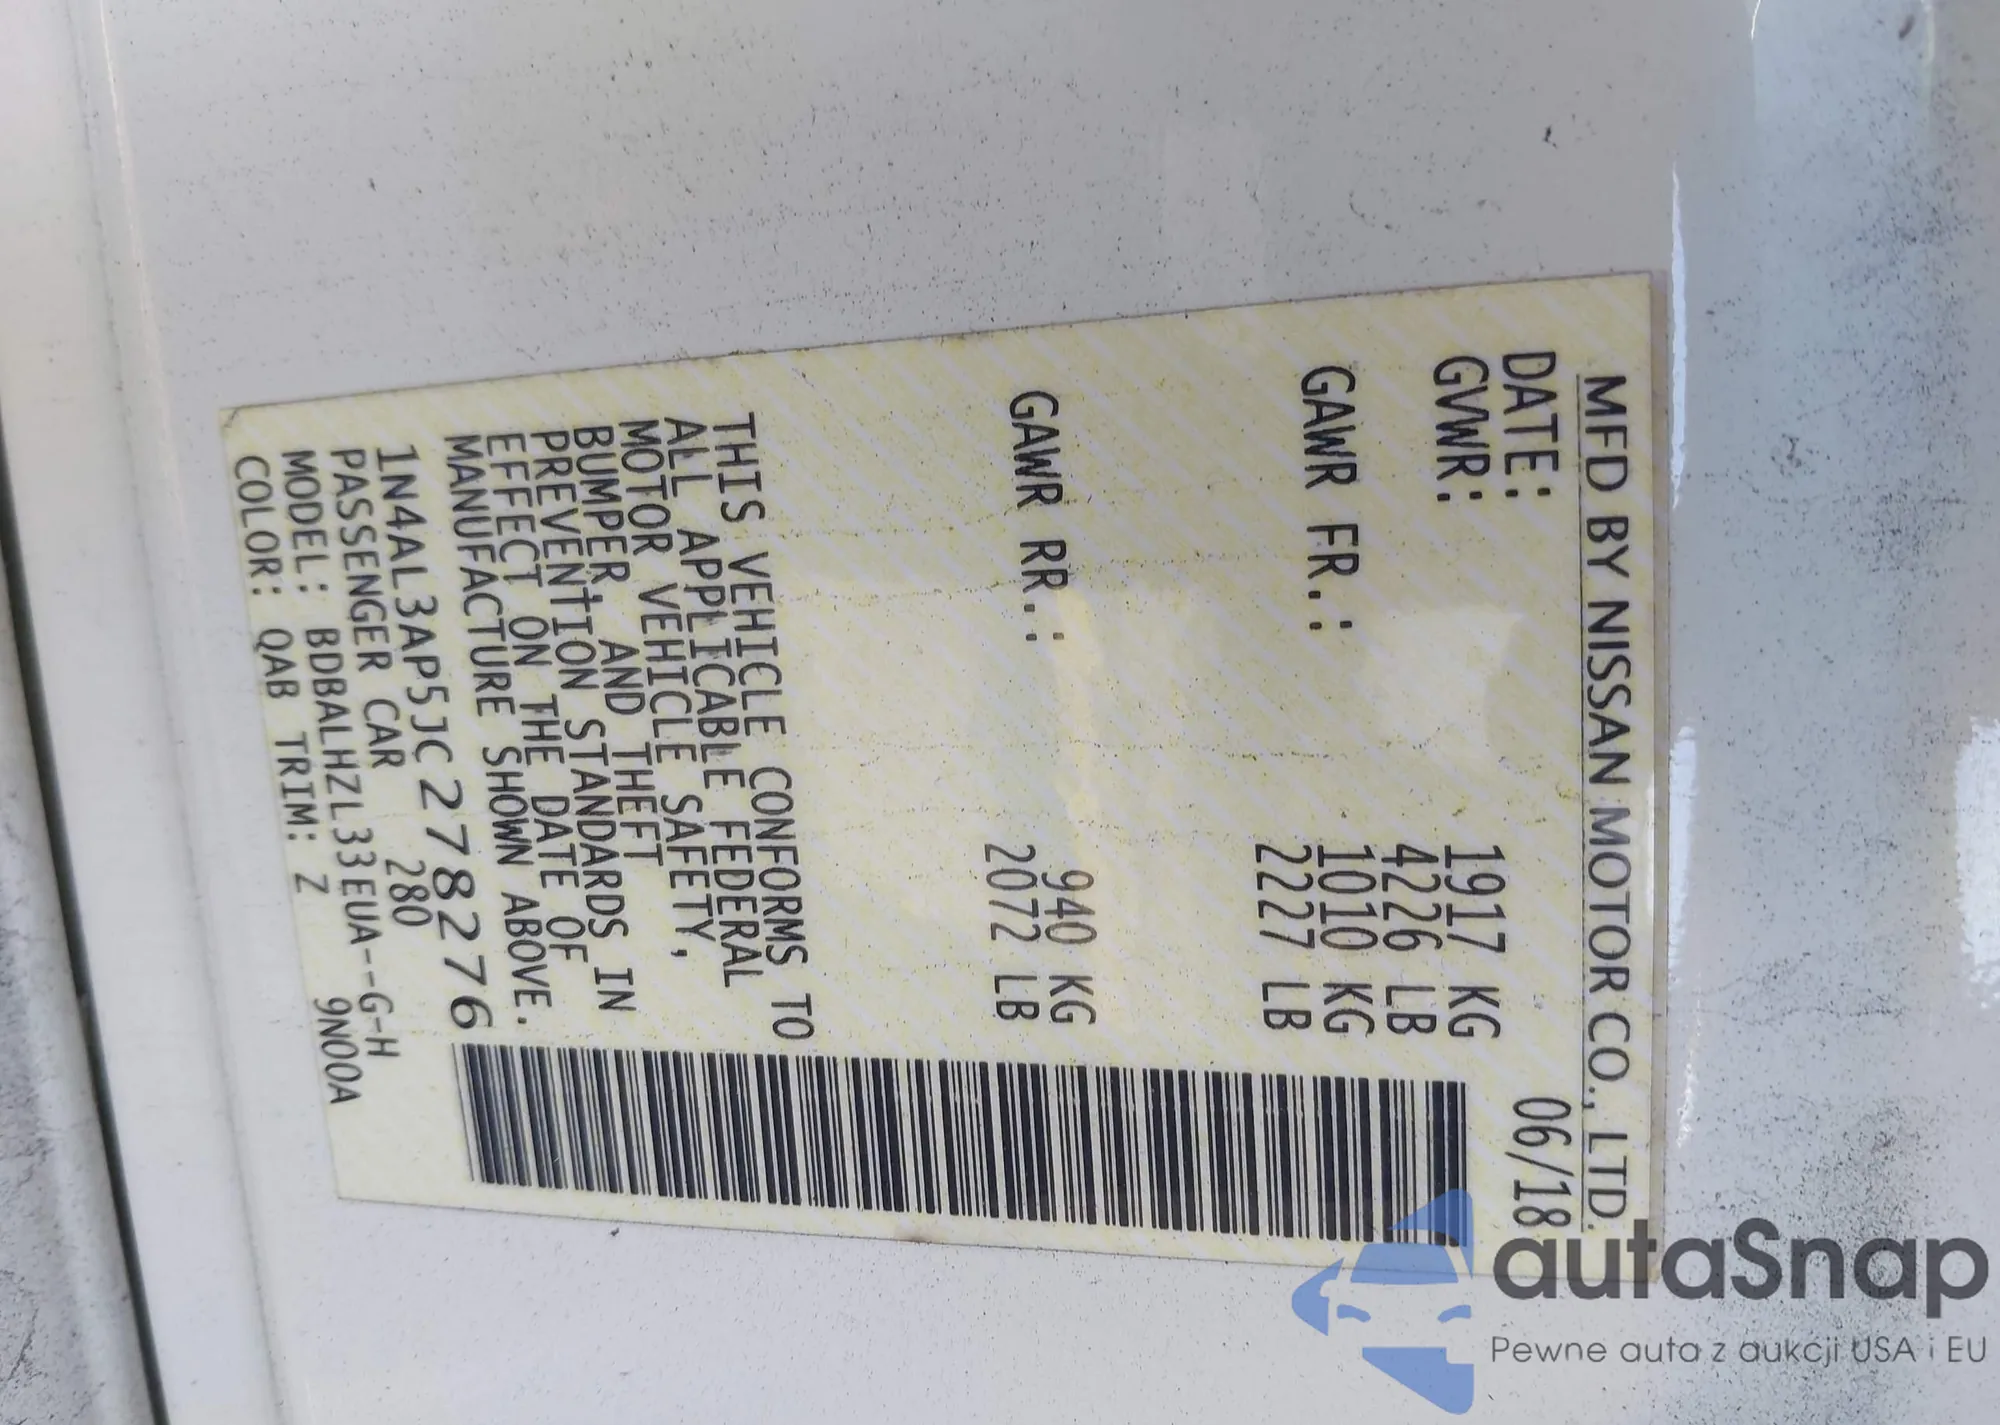 MFD BY NISSAN MOTOR CO., LTD.
DATE: 06/18
GVWR: 1917 KG
4226 LB
GAWR FR.: 1010 KG
2227 LB
GAWR RR.: 940 KG
2072 LB
THIS VEHICLE CONFORMS TO
ALL APPLICABLE FEDERAL
MOTOR VEHICLE SAFETY,
BUMPER, AND THEFT
PREVENTION STANDARDS IN
EFFECT ON THE DATE OF
MANUFACTURE SHOWN ABOVE.
1N4AL3AP5JC278276
PASSENGER CAR 280
MODEL: BDBALHZL33EUA--G-H
COLOR: QAB TRIM: Z 9N00A
autaSnap
Pewne auta z aukcji USA i EU